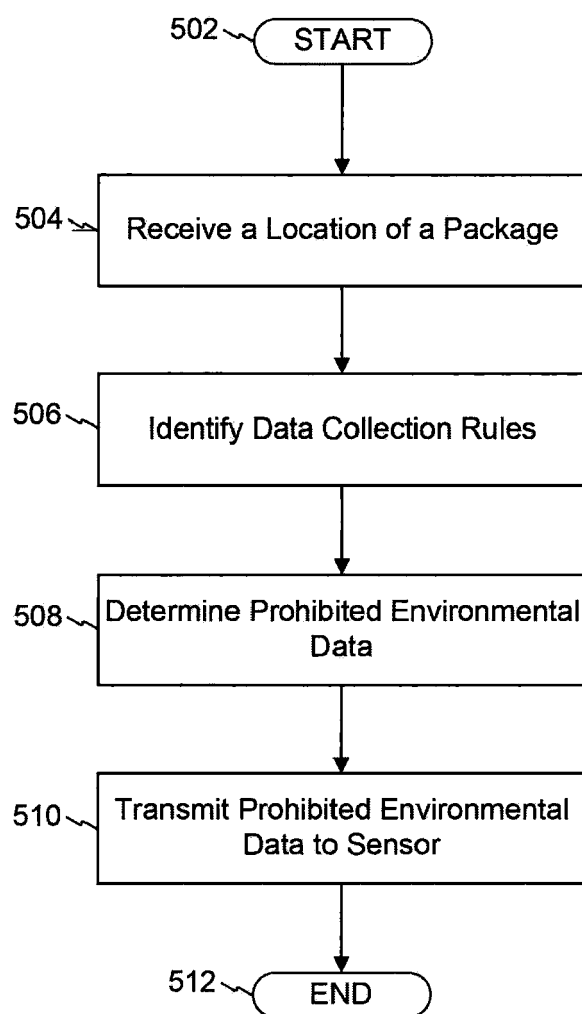 502 START
504 Receive a Location of a Package
506 Identify Data Collection Rules
508 Determine Prohibited Environmental
Data
510 Transmit Prohibited Environmental
Data to Sensor
512 END